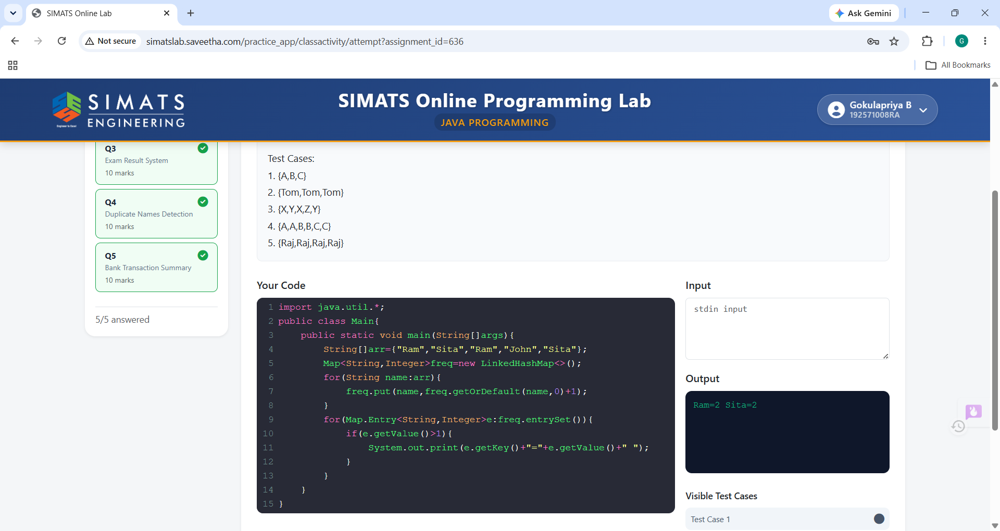 SIMATS Online Lab
Ask Gemini
Not secure
simatslab.saveetha.com/practice_app/classactivity/attempt?assignment_id=636
G
All Bookmarks
SIMATS
ENGINEERING
Engineer to Excel
SIMATS Online Programming Lab
JAVA PROGRAMMING
Gokulapriya B
192571008RA
Q3
Exam Result System
10 marks
Q4
Duplicate Names Detection
10 marks
Q5
Bank Transaction Summary
10 marks
5/5 answered
Test Cases:
1. {A,B,C}
2. {Tom,Tom,Tom}
3. {X,Y,X,Z,Y}
4. {A,A,B,B,C,C}
5. {Raj,Raj,Raj,Raj}
Your Code
1 import java.util.*;
2 public class Main{
3     public static void main(String[]args){
4         String[]arr={"Ram","Sita","Ram","John","Sita"};
5         Map<String,Integer>freq=new LinkedHashMap<>();
6         for(String name:arr){
7             freq.put(name,freq.getOrDefault(name,0)+1);
8         }
9         for(Map.Entry<String,Integer>e:freq.entrySet()){
10             if(e.getValue()>1){
11                 System.out.print(e.getKey()+"="+e.getValue()+" ");
12             }
13         }
14     }
15 }
Input
stdin input
Output
Ram=2 Sita=2
Visible Test Cases
Test Case 1